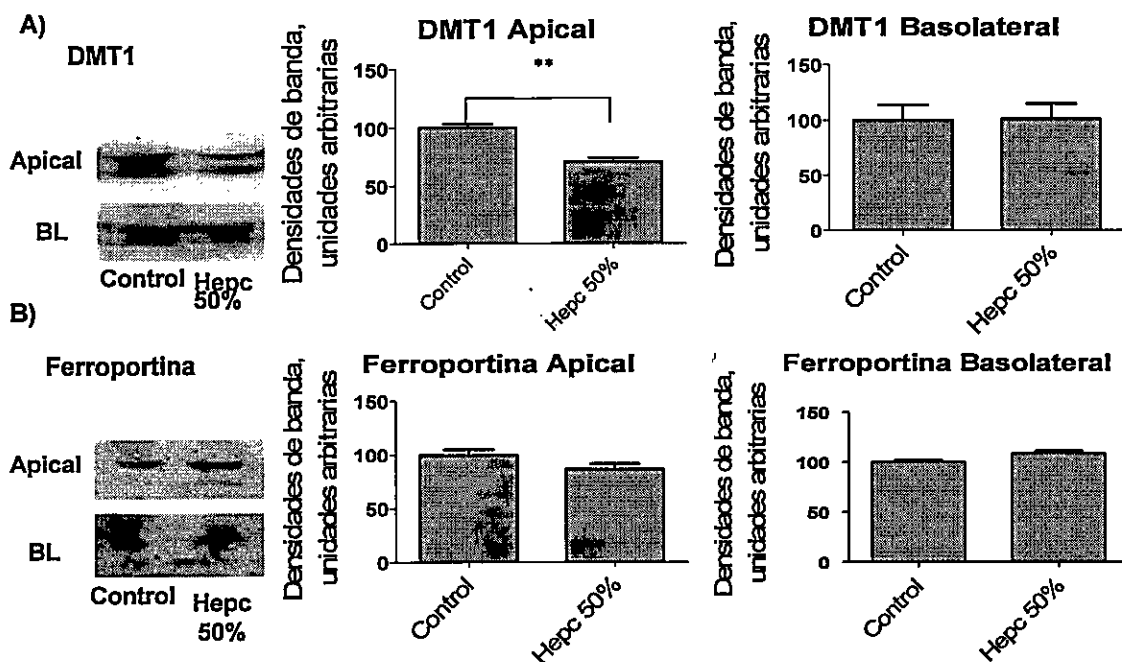 A)
DMT1
Apical
BL
Control
Hepc
50%
DMT1 Apical
Densidades de banda,
unidades arbitrarias
150
100
50
0
**
Control
Hepc 50%
DMT1 Basolateral
Densidades de banda,
unidades arbitrarias
150
100
50
0
Control
Hepc 50%
B)
Ferroportina
Apical
BL
Control
Hepc
50%
Ferroportina Apical
Densidades de banda,
unidades arbitrarias
150
100
50
0
Control
Hepc 50%
Ferroportina Basolateral
Densidades de banda,
unidades arbitrarias
150
100
50
0
Control
Hepc 50%